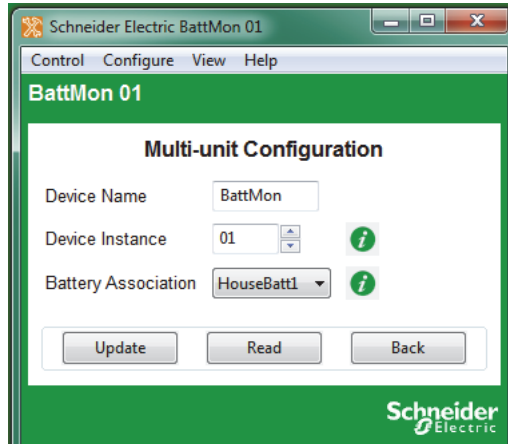 Schneider Electric BattMon 01
Control Configure View Help
BattMon 01
Multi-unit Configuration
Device Name BattMon
Device Instance 01 i
Battery Association HouseBatt1 i
Update Read Back
Schneider
Electric